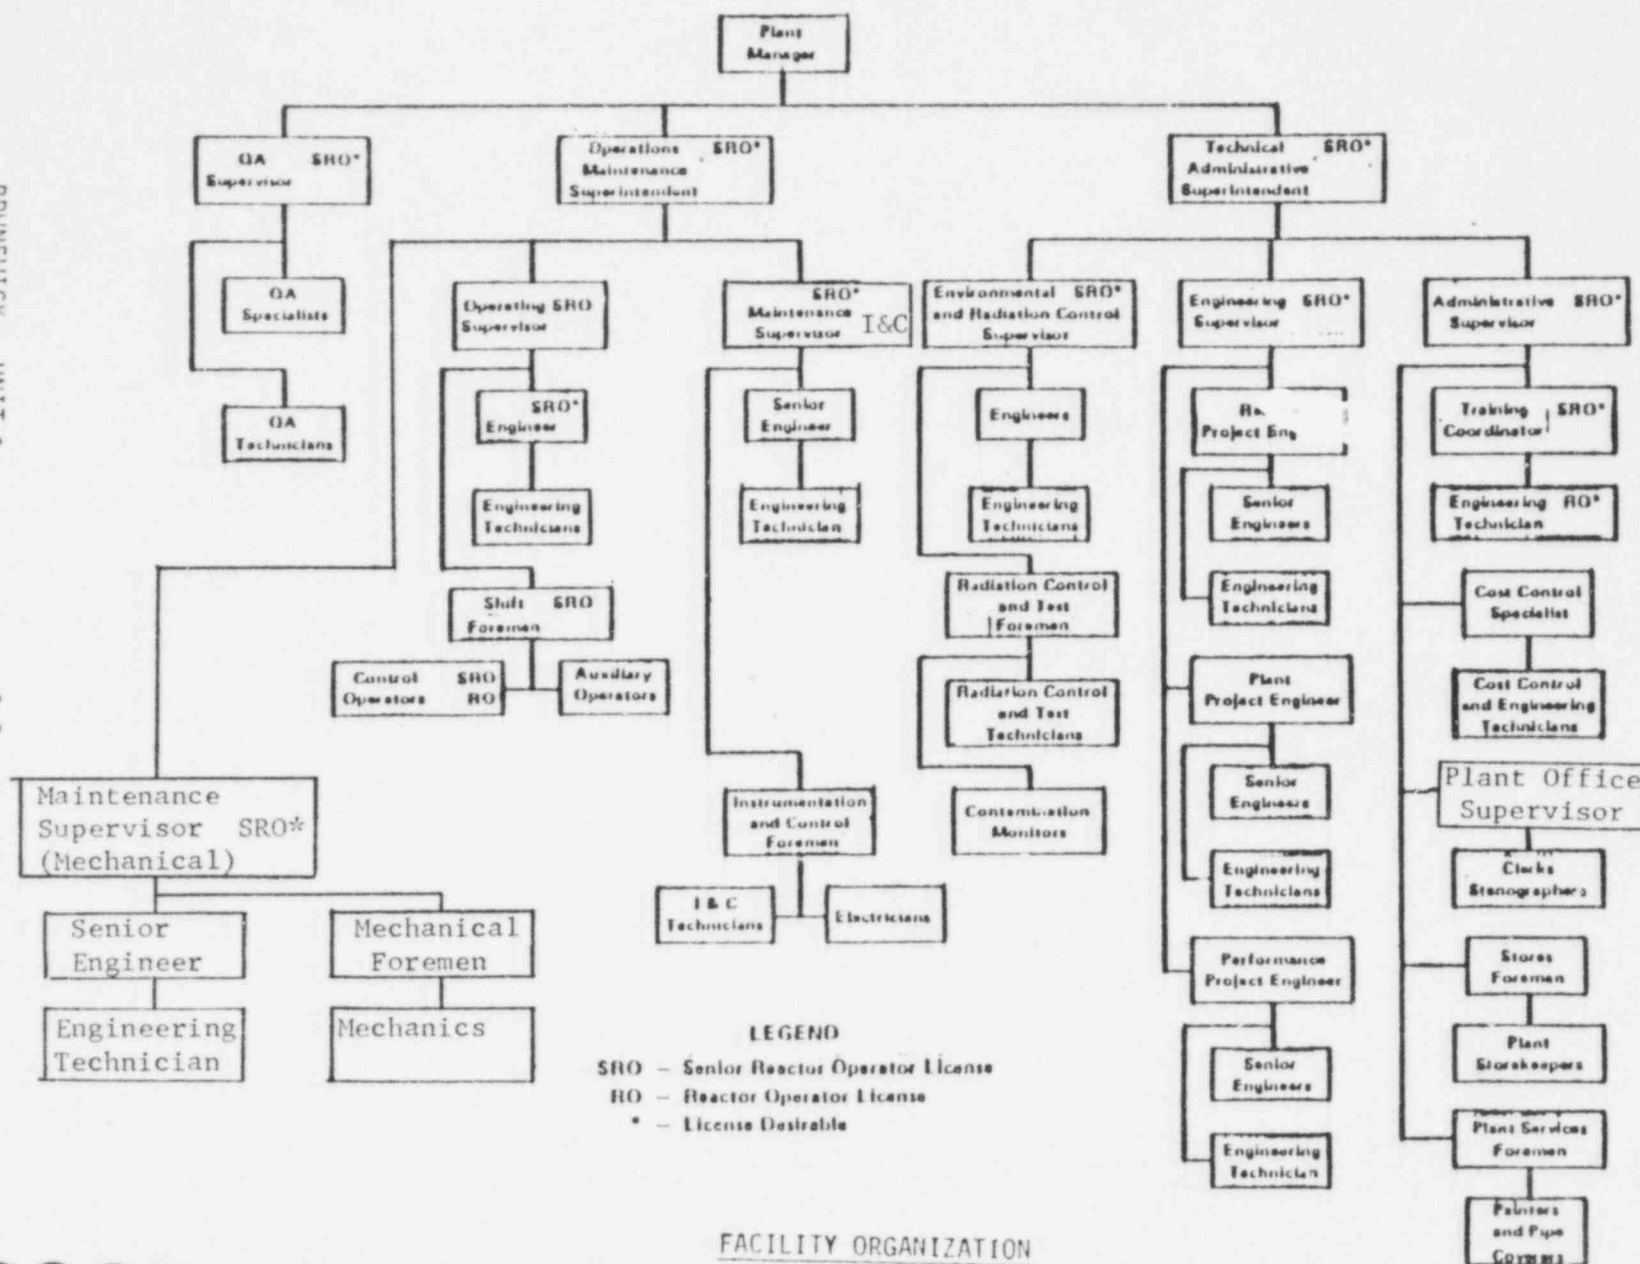 Plant
Manager
QA SRO*
Supervisor
Operations SRO*
Maintenance
Superintendent
Technical SRO*
Administrative
Superintendent
QA
Specialists
QA
Technicians
Operating SRO
Supervisor
SRO*
Maintenance
Supervisor I&C
Environmental SRO*
and Radiation Control
Supervisor
Engineering SRO*
Supervisor
Administrative SRO*
Supervisor
SRO*
Engineer
Engineering
Technicians
Shift SRO
Foremen
Control SRO
Operators RO
Auxiliary
Operators
Senior
Engineer
Engineering
Technician
Instrumentation
and Control
Foremen
I & C
Technicians
Electricians
Engineers
Engineering
Technicians
Radiation Control
and Test
Foremen
Radiation Control
and Test
Technicians
Contamination
Monitors
Project
Senior
Engineers
Engineering
Technicians
Plant
Project Engineer
Senior
Engineers
Engineering
Technicians
Performance
Project Engineer
Senior
Engineers
Engineering
Technician
Training SRO*
Coordinator
Engineering RO*
Technician
Cost Control
Specialist
Cost Control
and Engineering
Technicians
Plant Office
Supervisor
Clerks
Stenographers
Stores
Foreman
Plant
Storekeepers
Plant Services
Foreman
Painters
and Pipe
Maintenance
Supervisor SRO*
(Mechanical)
Senior
Engineer
Mechanical
Foremen
Engineering
Technician
Mechanics
LEGEND
SRO – Senior Reactor Operator License
RO – Reactor Operator License
* – License Desirable
FACILITY ORGANIZATION